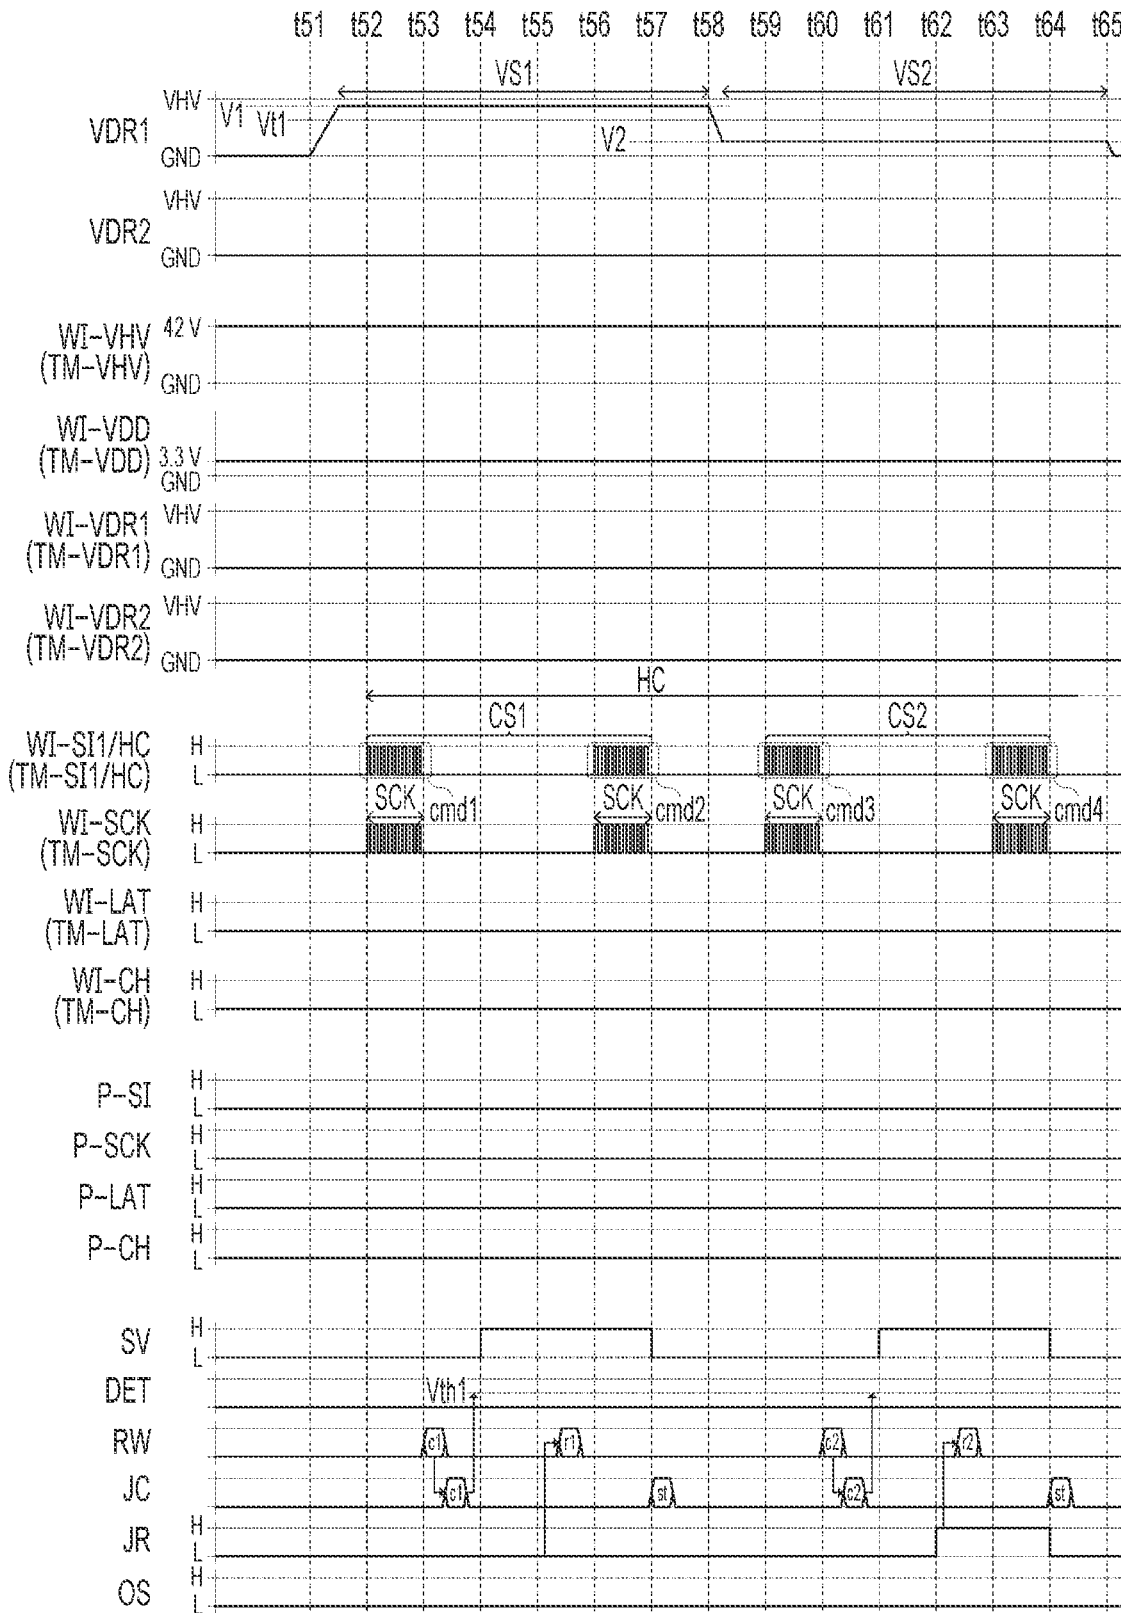 t51 t52 t53 t54 t55 t56 t57 t58 t59 t60 t61 t62 t63 t64 t65
VS1 VS2
VDR1 VHV V1 Vt1 V2 GND
VDR2 VHV GND
WI-VHV (TM-VHV) 42 V GND
WI-VDD (TM-VDD) 3.3 V GND
WI-VDR1 (TM-VDR1) VHV GND
WI-VDR2 (TM-VDR2) VHV GND
HC
CS1 CS2
WI-SI1/HC (TM-SI1/HC) H L
SCK cmd1 SCK cmd2 SCK cmd3 SCK cmd4
WI-SCK (TM-SCK) H L
WI-LAT (TM-LAT) H L
WI-CH (TM-CH) H L
P-SI H L
P-SCK H L
P-LAT H L
P-CH H L
SV H L
DET Vth1
RW c1 r1 c2 r2
JC c1 st c2 st
JR H L
OS H L